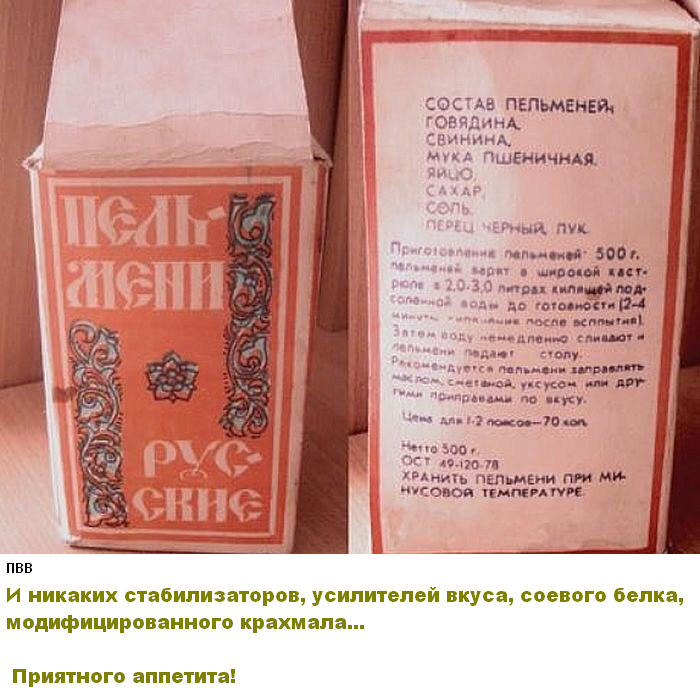 ПЕЛЬ-
МЕНИ
РУС-
СКИЕ
СОСТАВ ПЕЛЬМЕНЕЙ:
ГОВЯДИНА,
СВИНИНА,
МУКА ПШЕНИЧНАЯ,
ЯЙЦО,
САХАР,
СОЛЬ,
ПЕРЕЦ ЧЕРНЫЙ, ЛУК.
Приготовление пельменей: 500 г.
пельменей варят в широкой каст-
рюле в 2,0-3,0 литрах кипящей под-
соленной воды до готовности (2-4
минуты после всплытия).
Затем воду немедленно сливают и
пельмени подают столу.
Рекомендуется пельмени заправлять
маслом, сметаной, уксусом или дру-
гими приправами по вкусу.
Цена для 1-2 поясов—70 коп.
Нетто 500 г.
ОСТ 49-120-78
ХРАНИТЬ ПЕЛЬМЕНИ ПРИ МИ-
НУСОВОЙ ТЕМПЕРАТУРЕ.
ПВВ
И никаких стабилизаторов, усилителей вкуса, соевого белка,
модифицированного крахмала...
Приятного аппетита!